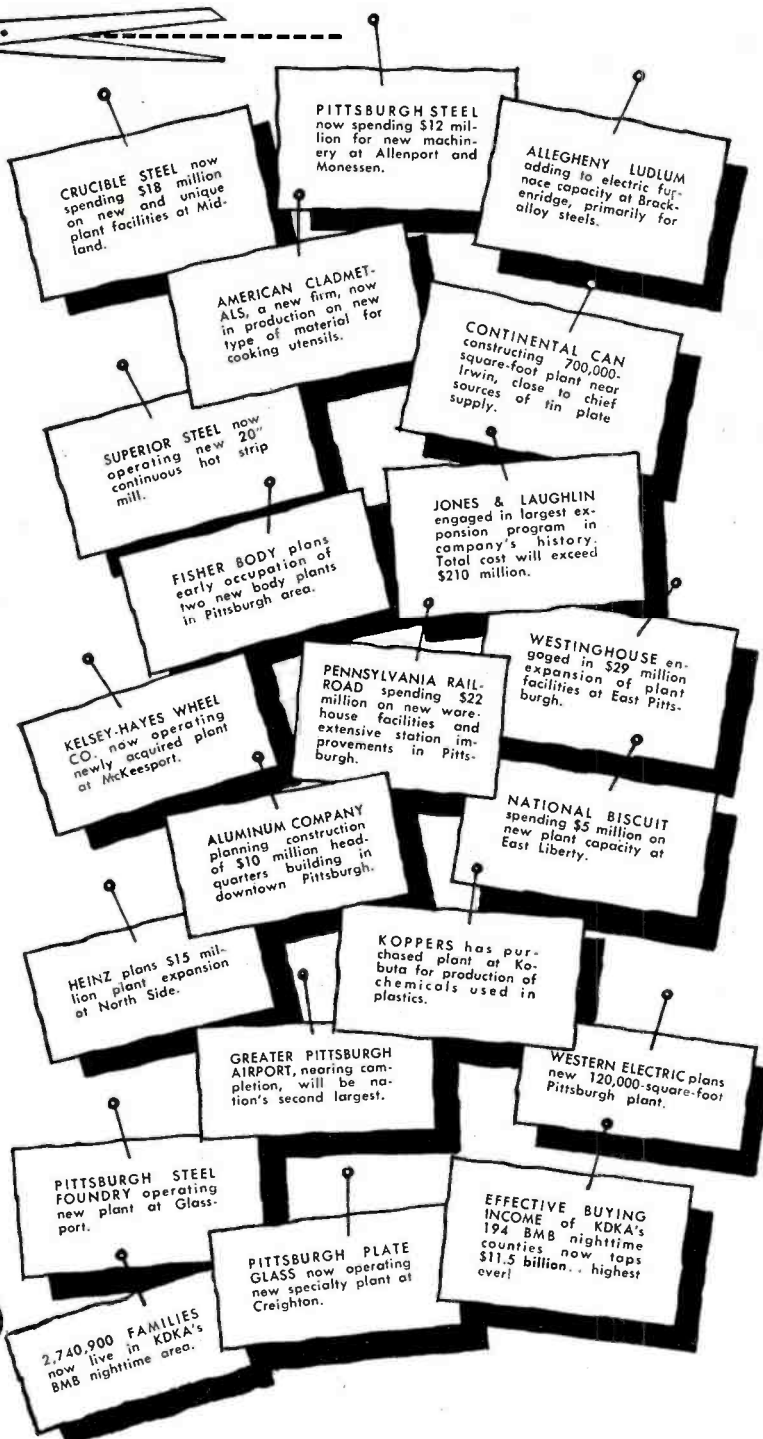 PITTSBURGH STEEL
now spending $12 mil-
lion for new machin-
ery at Allenport and
Monessen.
CRUCIBLE STEEL now
spending $18 million
on new and unique
plant facilities at Mid-
land.
ALLEGHENY LUDLUM
adding to electric fur-
nace capacity at Brack-
enridge, primarily for
alloy steels.
AMERICAN CLADMET-
ALS, a new firm, now
in production on new
type of material for
cooking utensils.
CONTINENTAL CAN
constructing 700,000-
square-foot plant near
Irwin, close to chief
sources of tin plate
supply.
SUPERIOR STEEL now
operating new 20"
continuous hot strip
mill.
JONES & LAUGHLIN
engaged in largest ex-
pansion program in
company's history.
Total cost will exceed
$210 million.
FISHER BODY plans
early occupation of
two new body plants
in Pittsburgh area.
WESTINGHOUSE en-
gaged in $29 million
expansion of plant
facilities at East Pitts-
burgh.
PENNSYLVANIA RAIL-
ROAD spending $22
million on new ware-
house facilities and
extensive station im-
provements in Pitts-
burgh.
KELSEY-HAYES WHEEL
CO. now operating
newly acquired plant
at McKeesport.
NATIONAL BISCUIT
spending $5 million on
new plant capacity at
East Liberty.
ALUMINUM COMPANY
planning construction
of $10 million head-
quarters building in
downtown Pittsburgh.
HEINZ plans $15 mil-
lion plant expansion
at North Side.
KOPPERS has pur-
chased plant at Ko-
buta for production of
chemicals used in
plastics.
GREATER PITTSBURGH
AIRPORT, nearing com-
pletion, will be na-
tion's second largest.
WESTERN ELECTRIC plans
new 120,000-square-foot
Pittsburgh plant.
PITTSBURGH STEEL
FOUNDRY operating
new plant at Glass-
port.
EFFECTIVE BUYING
INCOME of KDKA's
194 BMB nighttime
counties now tops
$11.5 billion . . highest
ever!
PITTSBURGH PLATE
GLASS now operating
new specialty plant at
Creighton.
2,740,900 FAMILIES
now live in KDKA's
BMB nighttime area.